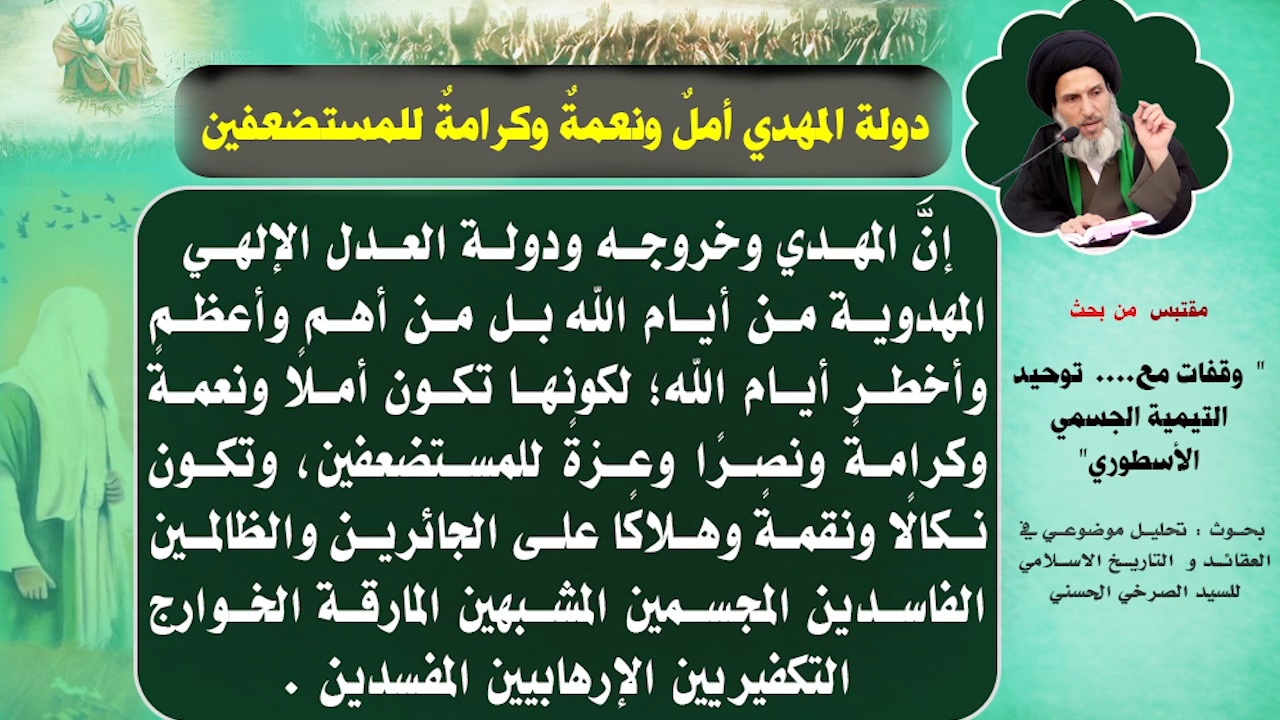 دولة المهدي أملٌ ونعمةٌ وكرامةٌ للمستضعفين
إنَّ المهدي وخروجه ودولة العدل الإلهي
المهدوية من أيام الله بل من أهم وأعظم
وأخطر أيام الله؛ لكونها تكون أملًا ونعمةً
وكرامةً ونصرًا وعزةً للمستضعفين، وتكون
نكالًا ونقمةً وهلاكًا على الجائرين والظالمين
الفاسدين المجسمين المشبهين المارقة الخوارج
التكفيريين الإرهابيين المفسدين .
مقتبس من بحث
" وقفات مع.... توحيد
التيمية الجسمي
الأسطوري"
بحوث : تحليل موضوعي في
العقائد و التاريخ الاسلامي
للسيد الصرخي الحسني